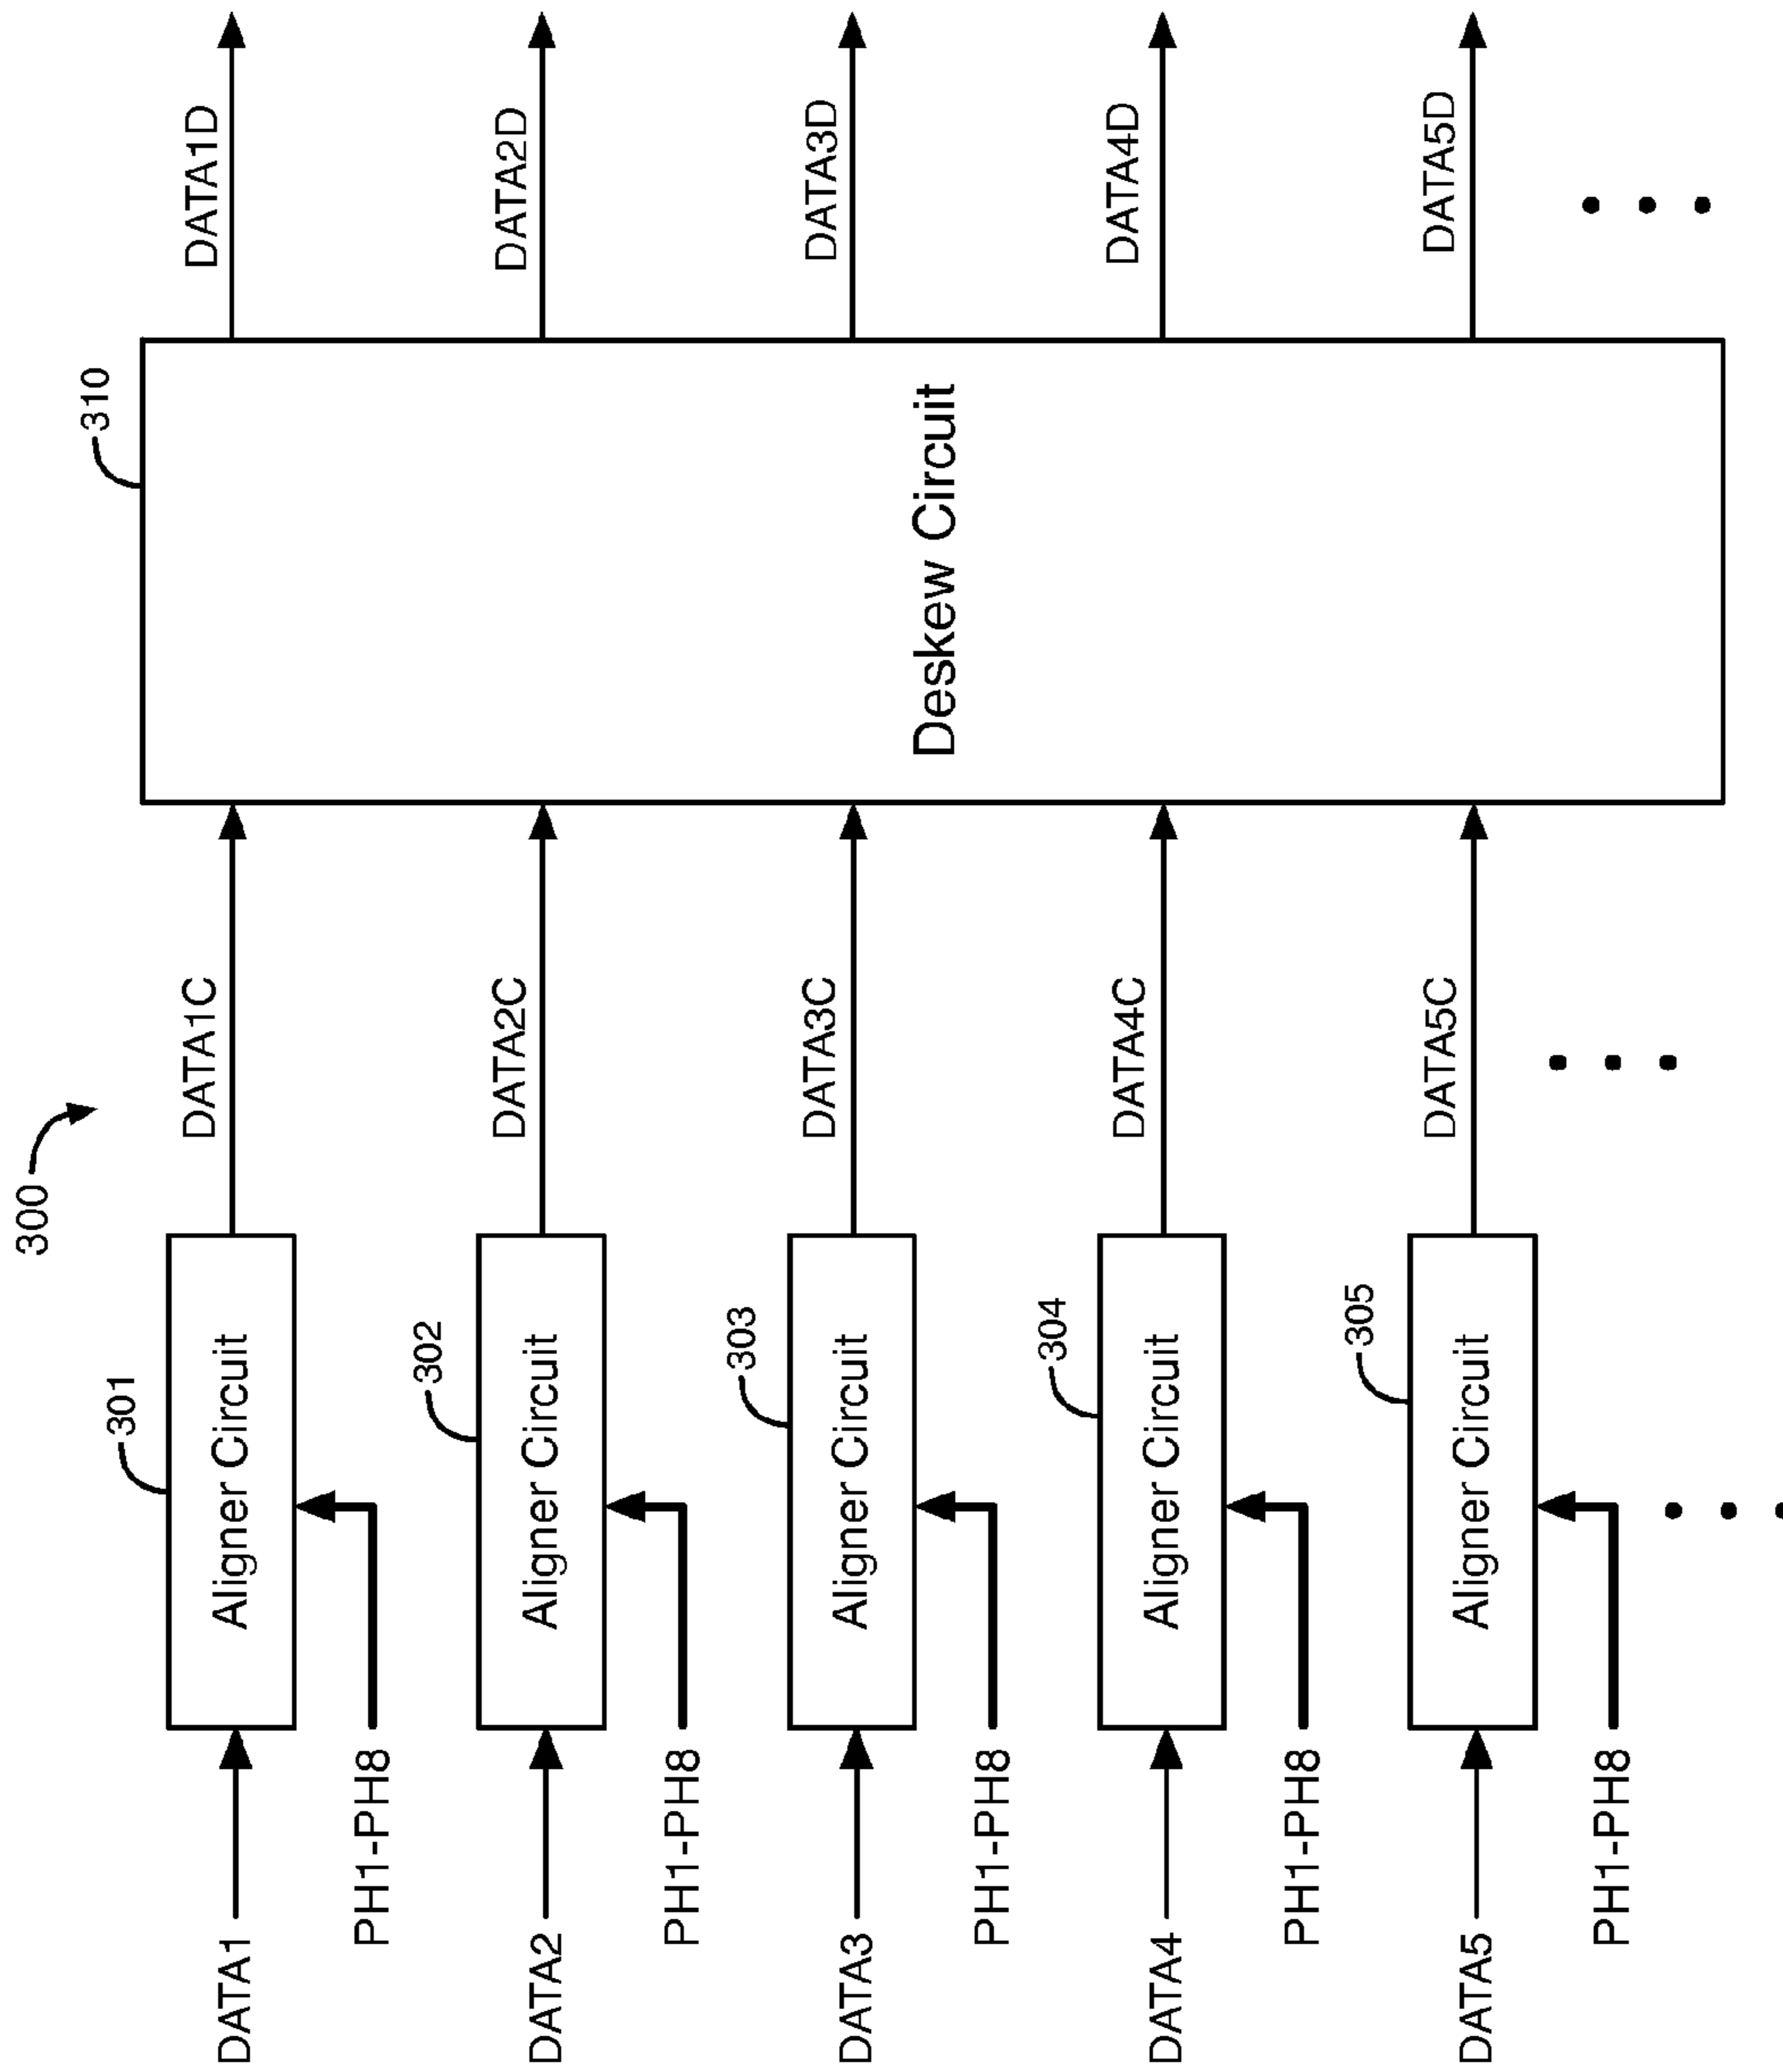 300
310
301
DATA1
Aligner Circuit
PH1-PH8
DATA1C
DATA1D
302
DATA2
Aligner Circuit
PH1-PH8
DATA2C
DATA2D
303
DATA3
Aligner Circuit
PH1-PH8
DATA3C
Deskew Circuit
DATA3D
304
DATA4
Aligner Circuit
PH1-PH8
DATA4C
DATA4D
305
DATA5
Aligner Circuit
PH1-PH8
DATA5C
DATA5D